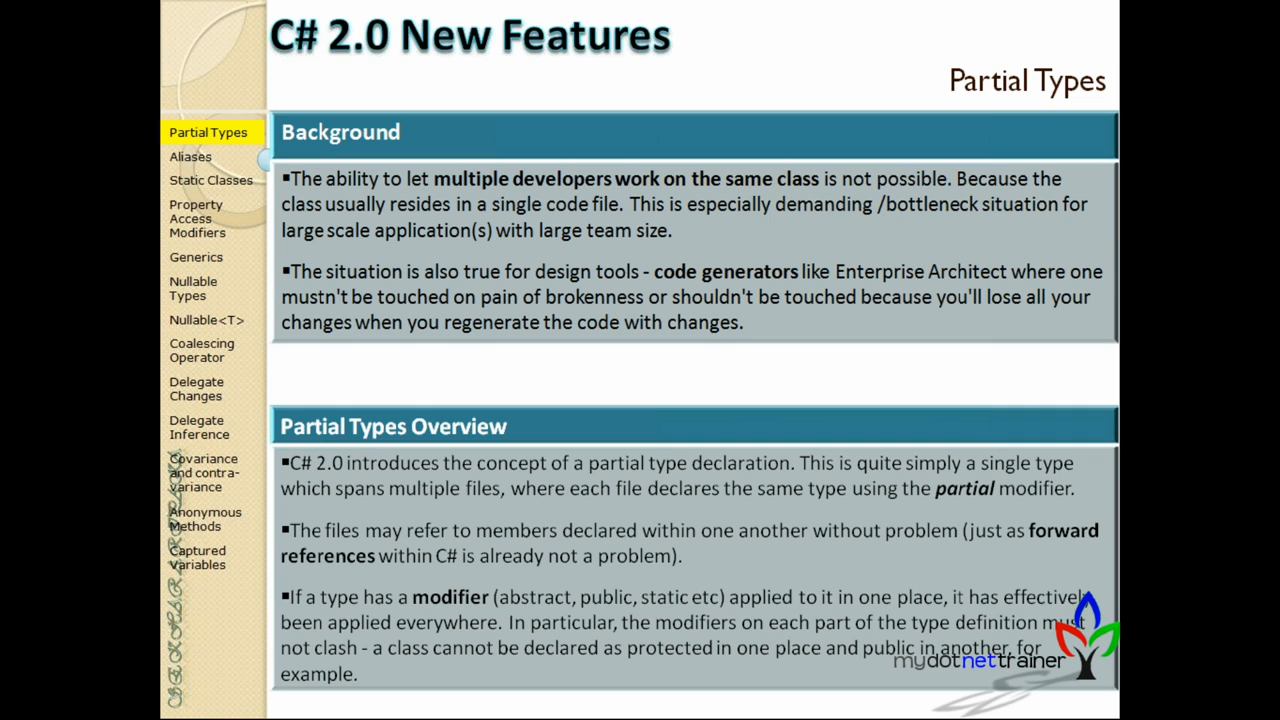 C# 2.0 New Features
Partial Types
Partial Types
Aliases
Static Classes
Property
Access
Modifiers
Generics
Nullable
Types
Nullable<T>
Coalescing
Operator
Delegate
Changes
Delegate
Inference
Covariance
and contra-
variance
Anonymous
Methods
Captured
Variables
Background
▪The ability to let multiple developers work on the same class is not possible. Because the
class usually resides in a single code file. This is especially demanding /bottleneck situation for
large scale application(s) with large team size.
▪The situation is also true for design tools - code generators like Enterprise Architect where one
mustn't be touched on pain of brokenness or shouldn't be touched because you'll lose all your
changes when you regenerate the code with changes.
Partial Types Overview
▪C# 2.0 introduces the concept of a partial type declaration. This is quite simply a single type
which spans multiple files, where each file declares the same type using the partial modifier.
▪The files may refer to members declared within one another without problem (just as forward
references within C# is already not a problem).
▪If a type has a modifier (abstract, public, static etc) applied to it in one place, it has effectively
been applied everywhere. In particular, the modifiers on each part of the type definition must
not clash - a class cannot be declared as protected in one place and public in another, for
example.
mydotnettrainer